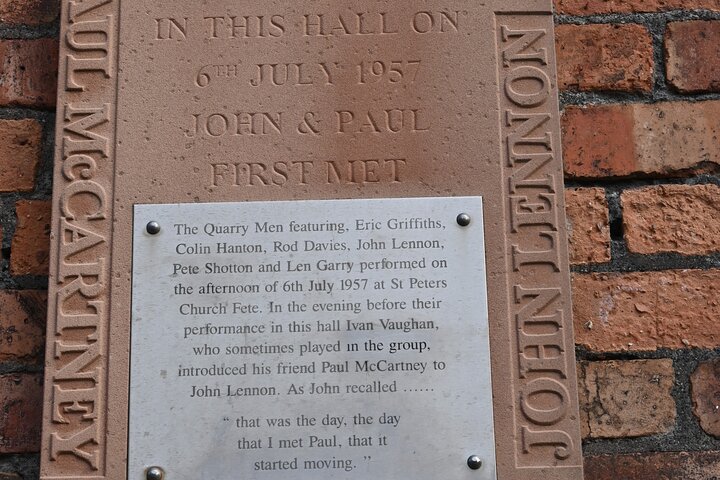 IN THIS HALL ON
6TH JULY 1957
JOHN & PAUL
FIRST MET
PAUL McCARTNEY
JOHN LENNON
The Quarry Men featuring, Eric Griffiths,
Colin Hanton, Rod Davies, John Lennon,
Pete Shotton and Len Garry performed on
the afternoon of 6th July 1957 at St Peters
Church Fete. In the evening before their
performance in this hall Ivan Vaughan,
who sometimes played in the group,
introduced his friend Paul McCartney to
John Lennon. As John recalled ......
“ that was the day, the day
that I met Paul, that it
started moving. ”